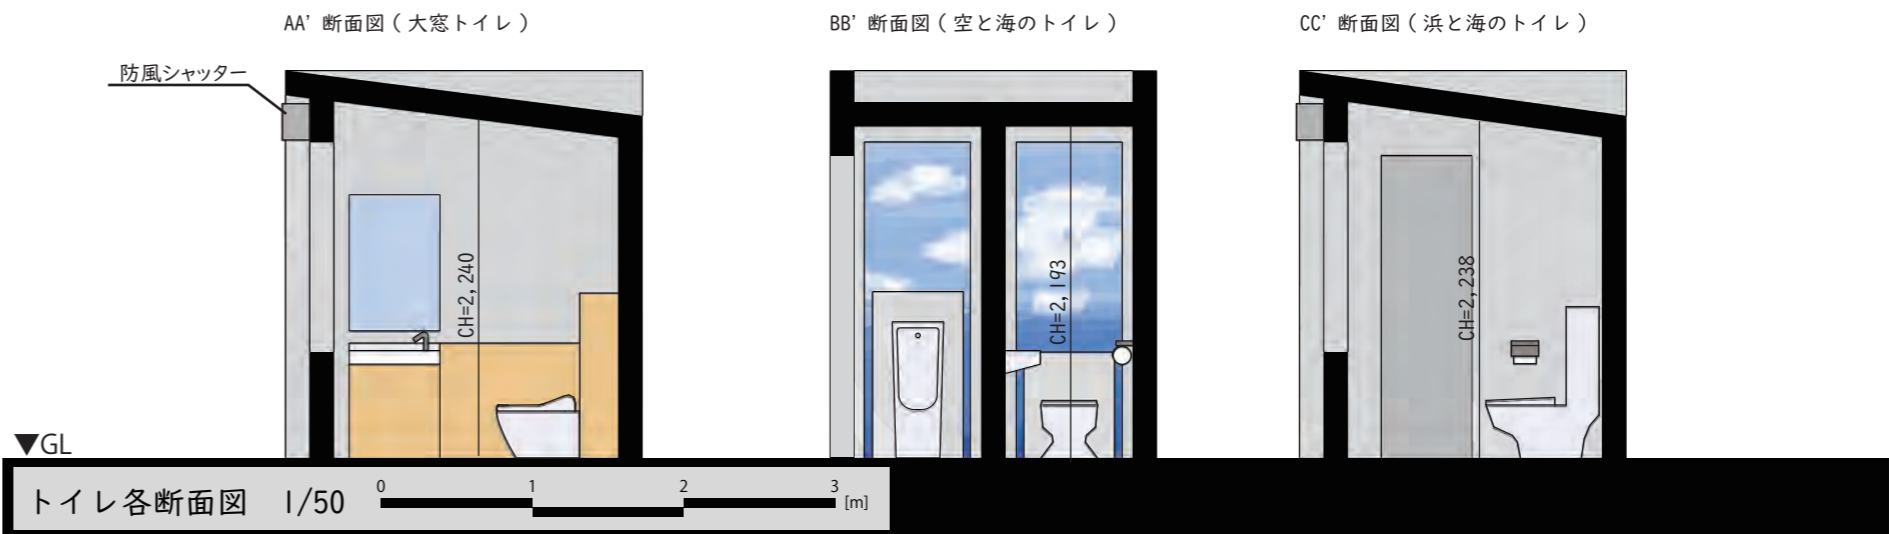 AA' 断面図 ( 大窓トイレ )
BB' 断面図 ( 空と海のトイレ )
CC' 断面図 ( 浜と海のトイレ )
防風シャッター
CH=2,240
CH=2,193
CH=2,238
▼GL
トイレ各断面図 1/50
0 1 2 3 [m]